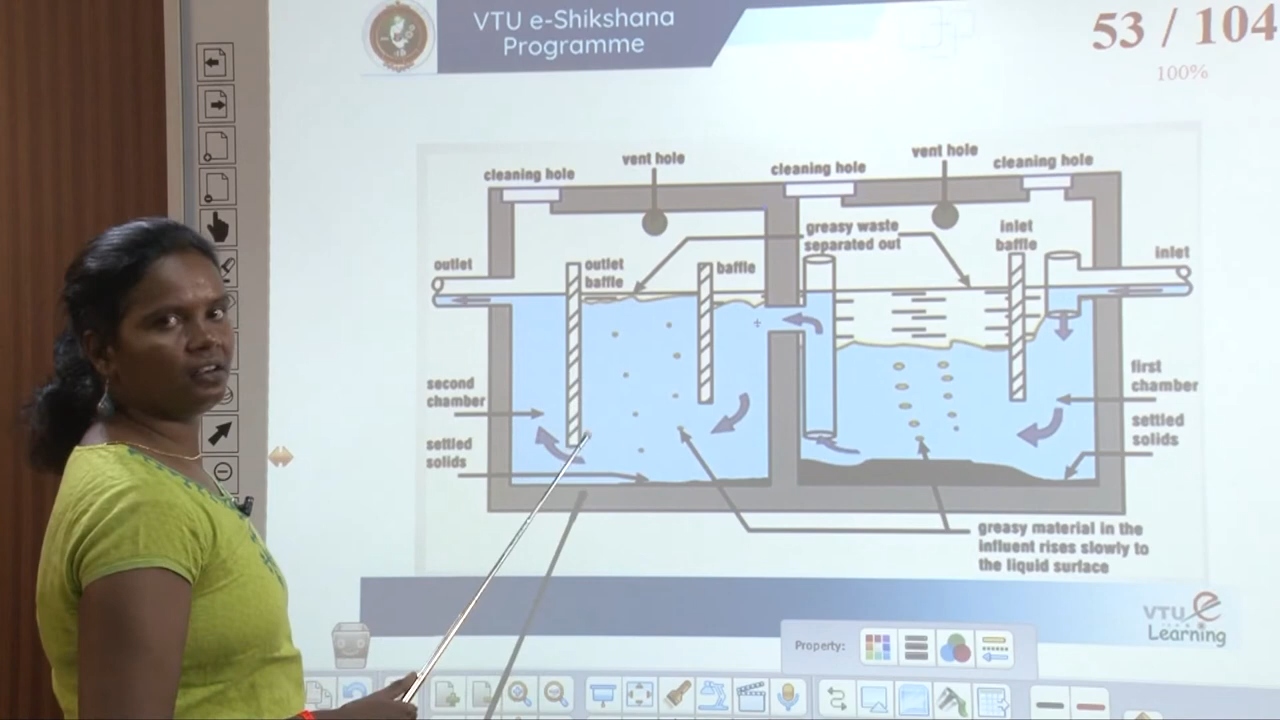 VTU e-Shikshana
Programme
53 / 104
100%
vent hole
vent hole
cleaning hole
cleaning hole
cleaning hole
greasy waste
separated out
inlet
baffle
outlet
outlet
baffle
baffle
inlet
second
chamber
first
chamber
settled
solids
settled
solids
greasy material in the
influent rises slowly to
the liquid surface
VTU e
Learning
Property: